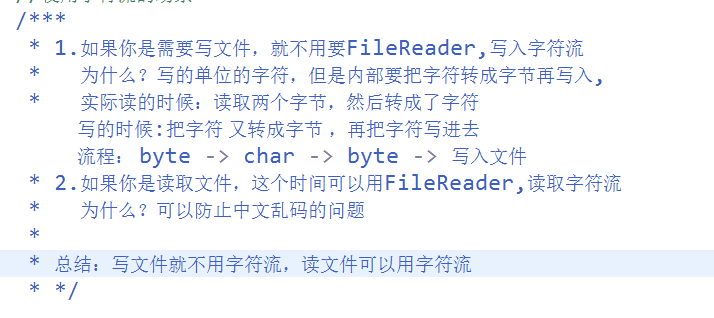 /***
* 1.如果你是需要写文件，就不用要FileReader,写入字符流
* 为什么？写的单位的字符，但是内部要把字符转成字节再写入,
* 实际读的时候：读取两个字节，然后转成了字符
写的时候:把字符 又转成字节 ，再把字符写进去
流程： byte -> char -> byte -> 写入文件
* 2.如果你是读取文件，这个时间可以用FileReader,读取字符流
* 为什么？可以防止中文乱码的问题
*
* 总结：写文件就不用字符流，读文件可以用字符流
* */